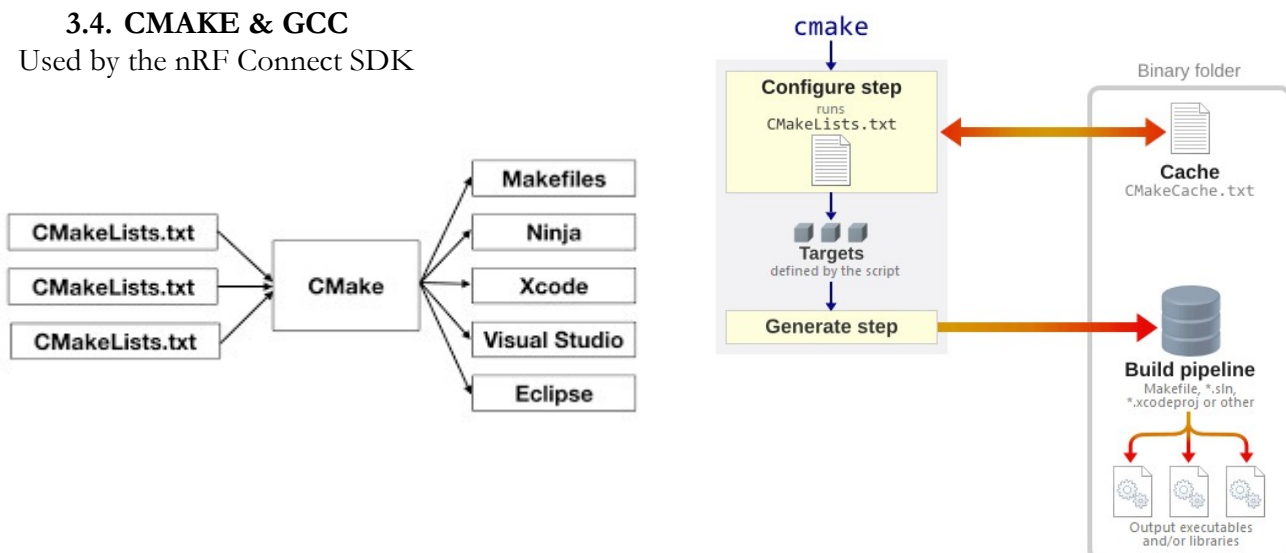 3.4. CMAKE & GCC
Used by the nRF Connect SDK
CMakeLists.txt
CMakeLists.txt
CMakeLists.txt
CMake
Makefiles
Ninja
Xcode
Visual Studio
Eclipse
cmake
Configure step
runs
CMakeLists.txt
Targets
defined by the script
Generate step
Binary folder
Cache
CMakeCache.txt
Build pipeline
Makefile, *.sln,
*.xcodeproj or other
Output executables
and/or libraries